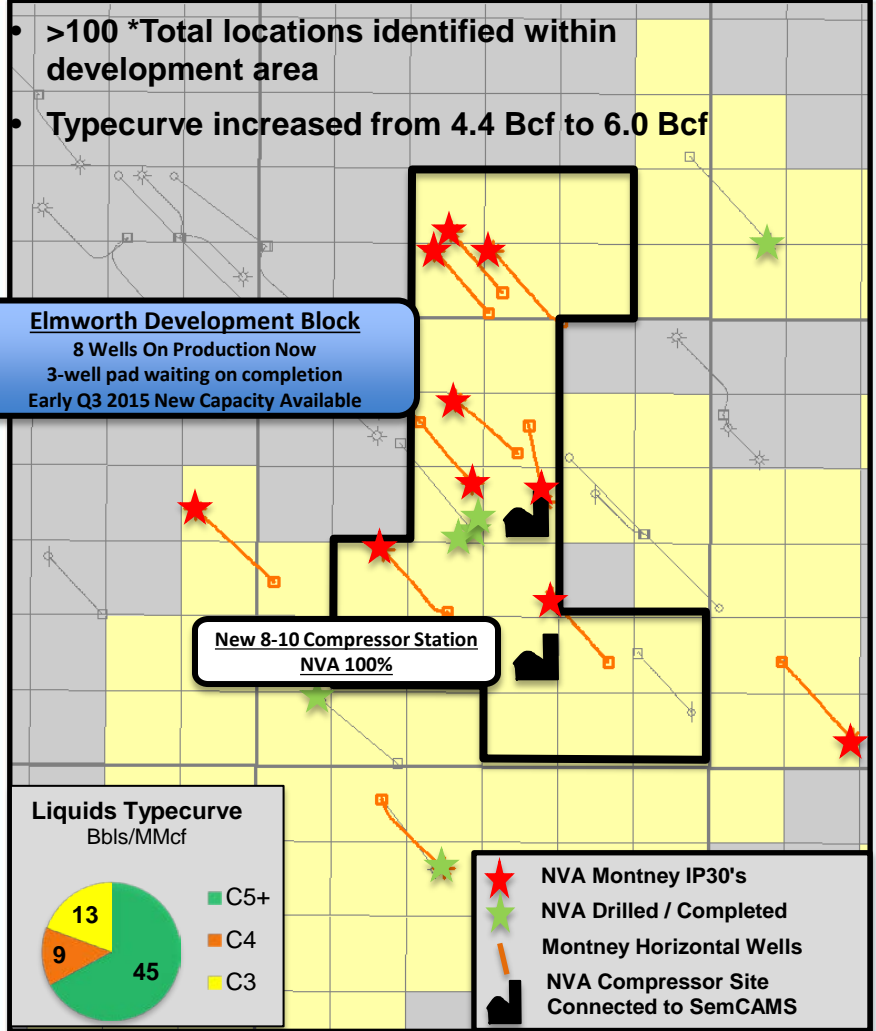 • >100 *Total locations identified within
development area
• Typecurve increased from 4.4 Bcf to 6.0 Bcf
Elmworth Development Block
8 Wells On Production Now
3-well pad waiting on completion
Early Q3 2015 New Capacity Available
New 8-10 Compressor Station
NVA 100%
Liquids Typecurve
Bbls/MMcf
13
9
45
C5+
C4
C3
NVA Montney IP30's
NVA Drilled / Completed
Montney Horizontal Wells
NVA Compressor Site
Connected to SemCAMS